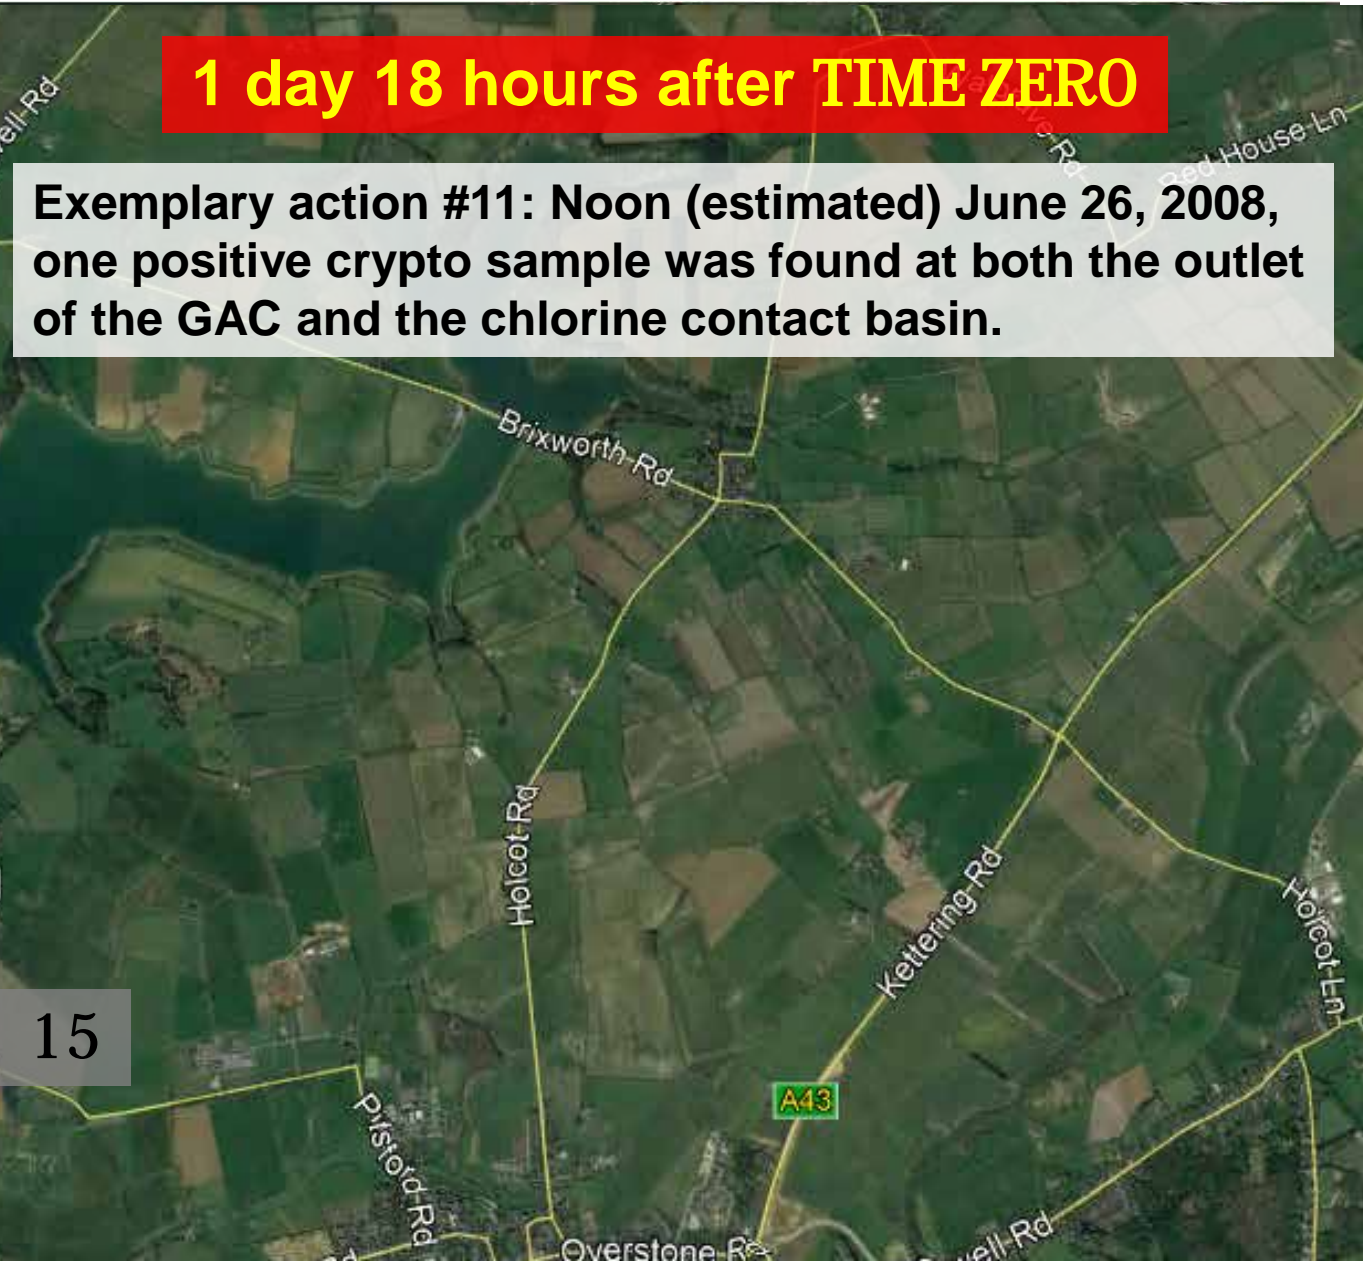 1 day 18 hours after TIME ZERO
Red House Ln
Exemplary action #11: Noon (estimated) June 26, 2008,
one positive crypto sample was found at both the outlet
of the GAC and the chlorine contact basin.
Brixworth Rd
Holcot Rd
Kettering Rd
Holcot Ln
15
A43
Pitsford Rd
Overstone Rd